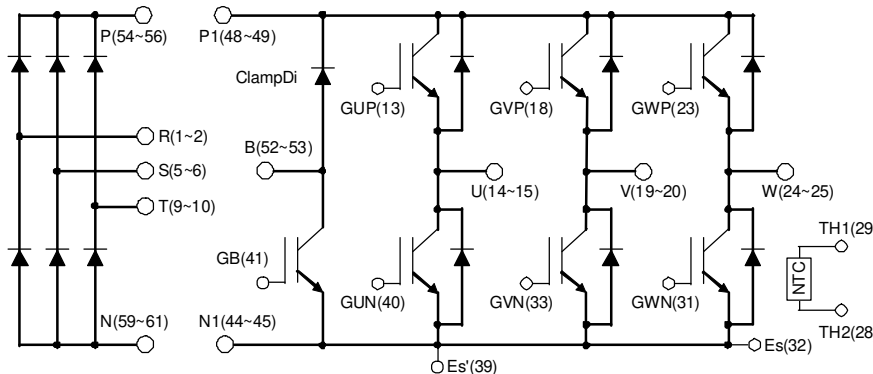 P(54~56)
P1(48~49)
ClampDi
GUP(13)
GVP(18)
GWP(23)
R(1~2)
B(52~53)
S(5~6)
U(14~15)
V(19~20)
W(24~25)
T(9~10)
TH1(29
GB(41)
NTC
GUN(40)
GVN(33)
GWN(31)
N(59~61)
N1(44~45)
TH2(28
Es(32)
Es'(39)